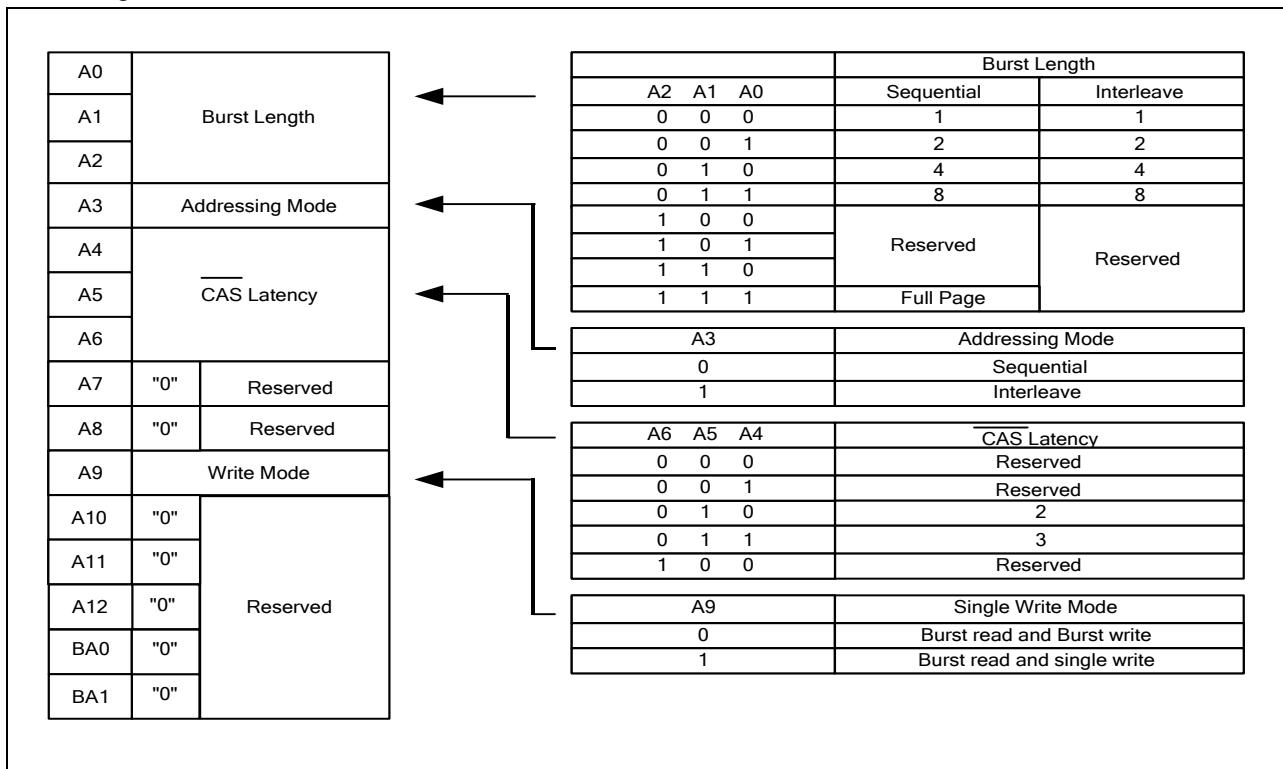 A0
A1 Burst Length
A2
A3 Addressing Mode
A4
A5 CAS Latency
A6
A7 "0" Reserved
A8 "0" Reserved
A9 Write Mode
A10 "0"
A11 "0"
A12 "0" Reserved
BA0 "0"
BA1 "0"
Burst Length
A2 A1 A0 Sequential Interleave
0 0 0 1 1
0 0 1 2 2
0 1 0 4 4
0 1 1 8 8
1 0 0
1 0 1 Reserved Reserved
1 1 0
1 1 1 Full Page
A3 Addressing Mode
0 Sequential
1 Interleave
A6 A5 A4 CAS Latency
0 0 0 Reserved
0 0 1 Reserved
0 1 0 2
0 1 1 3
1 0 0 Reserved
A9 Single Write Mode
0 Burst read and Burst write
1 Burst read and single write